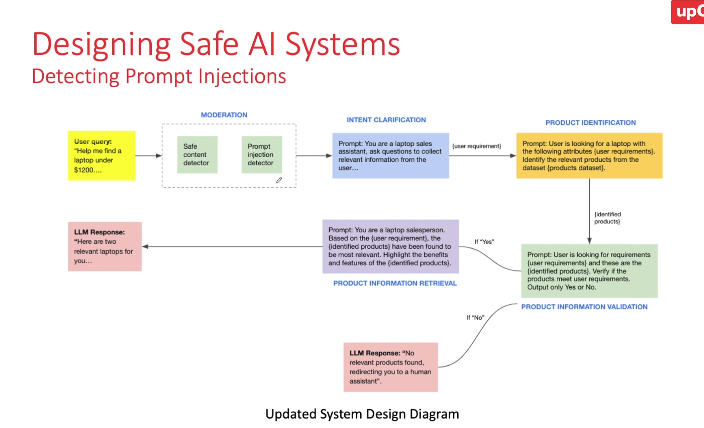 upG
Designing Safe AI Systems
Detecting Prompt Injections
MODERATION
INTENT CLARIFICATION
PRODUCT IDENTIFICATION
User query:
"Help me find a
laptop under
$1200....
Safe
content
detector
Prompt
injection
detector
Prompt: You are a laptop sales
assistant, ask questions to collect
relevant information from the
user...
{user requirement}
Prompt: User is looking for a laptop with
the following attributes {user requirements}.
Identify the relevant products from the
dataset {products dataset}.
{identified
products}
LLM Response:
"Here are two
relevant laptops for
you...
Prompt: You are a laptop salesperson.
Based on the {user requirement}, the
{identified products} have been found to
be most relevant. Highlight the benefits
and features of the {identified products}.
If "Yes"
Prompt: User is looking for requirements
{user requirements} and these are the
{identified products}. Verify if the
products meet user requirements.
Output only Yes or No.
PRODUCT INFORMATION RETRIEVAL
PRODUCT INFORMATION VALIDATION
If "No"
LLM Response: "No
relevant products found,
redirecting you to a human
assistant".
Updated System Design Diagram